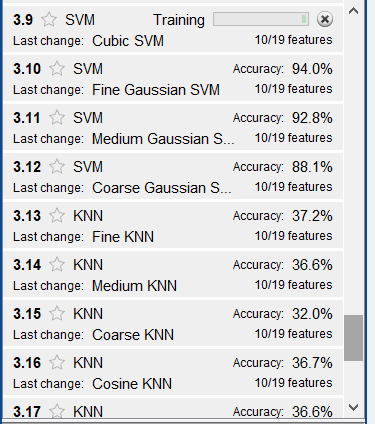 3.9 SVM Training
Last change: Cubic SVM 10/19 features
3.10 SVM Accuracy: 94.0%
Last change: Fine Gaussian SVM 10/19 features
3.11 SVM Accuracy: 92.8%
Last change: Medium Gaussian S... 10/19 features
3.12 SVM Accuracy: 88.1%
Last change: Coarse Gaussian S... 10/19 features
3.13 KNN Accuracy: 37.2%
Last change: Fine KNN 10/19 features
3.14 KNN Accuracy: 36.6%
Last change: Medium KNN 10/19 features
3.15 KNN Accuracy: 32.0%
Last change: Coarse KNN 10/19 features
3.16 KNN Accuracy: 36.7%
Last change: Cosine KNN 10/19 features
3.17 KNN Accuracy: 36.6%